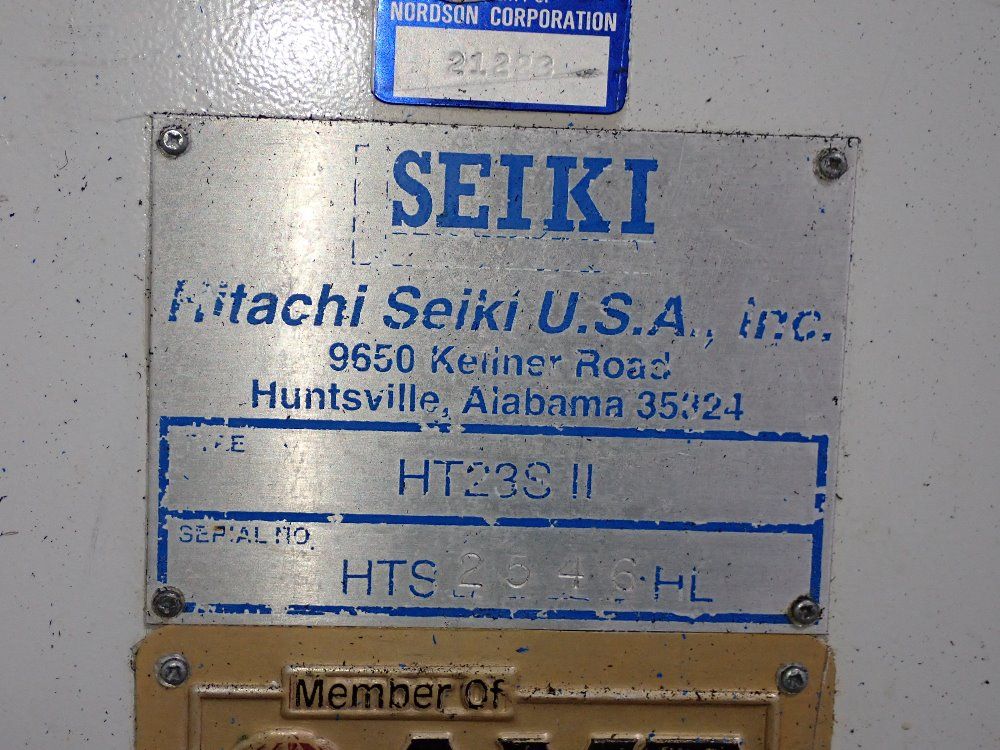 NORDSON CORPORATION
SEIKI
Hitachi Seiki U.S.A., Inc.
9650 Kellner Road
Huntsville, Alabama 35824
TYPE
HT23S II
SERIAL NO.
HTS 2546 HL
Member Of